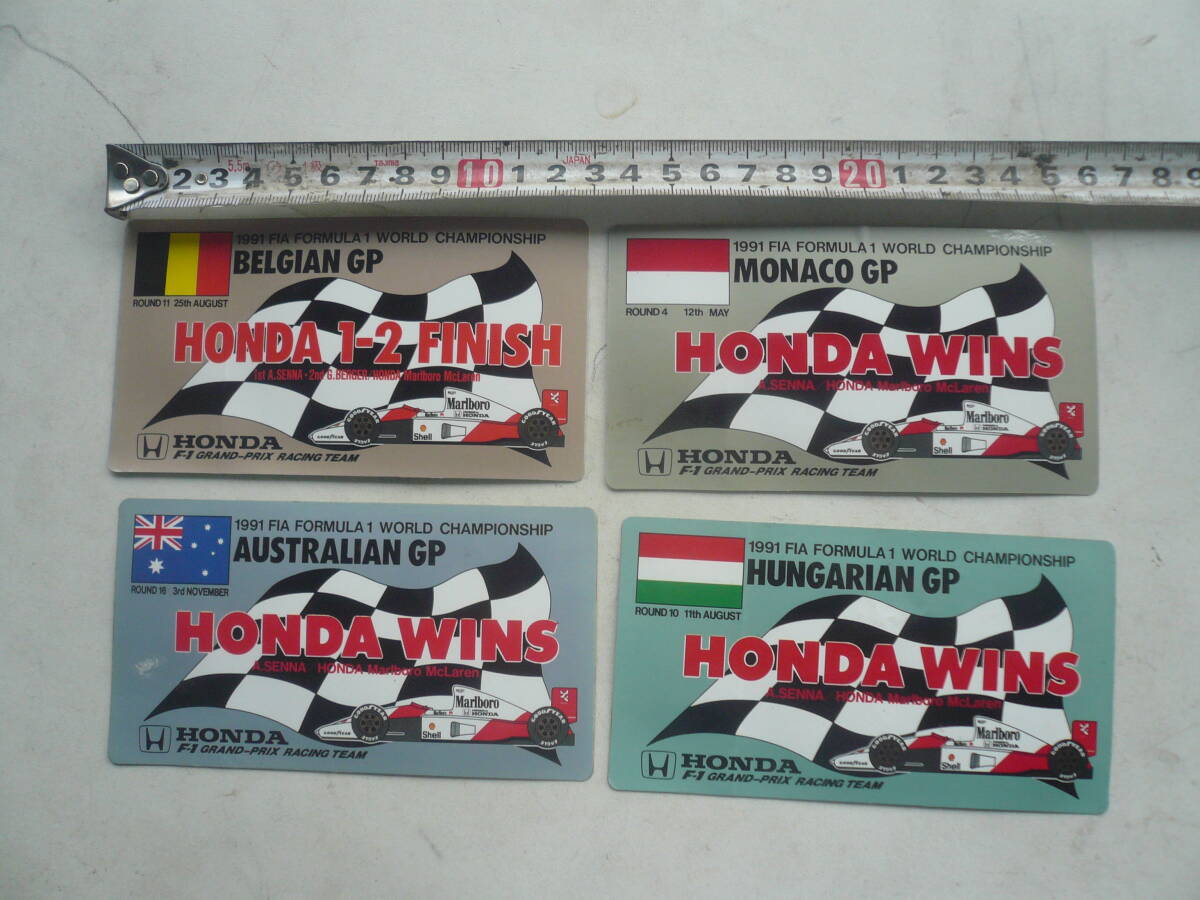 2 3 4 5 6 7 8 9 10 1 2 3 4 5 6 7 8 9 20 1 2 3 4 5 6 7 8 9
5.5m Tajima JAPAN
1991 FIA FORMULA 1 WORLD CHAMPIONSHIP
BELGIAN GP
ROUND 11 25th AUGUST
HONDA 1-2 FINISH
1st A.SENNA · 2nd G.BERGER HONDA Marlboro McLaren
Marlboro
HONDA
GOODYEAR
Shell
HONDA
F-1 GRAND-PRIX RACING TEAM
1991 FIA FORMULA 1 WORLD CHAMPIONSHIP
MONACO GP
ROUND 4 12th MAY
HONDA WINS
A.SENNA HONDA Marlboro McLaren
Marlboro
HONDA
GOODYEAR
Shell
HONDA
F-1 GRAND-PRIX RACING TEAM
1991 FIA FORMULA 1 WORLD CHAMPIONSHIP
AUSTRALIAN GP
ROUND 16 3rd NOVEMBER
HONDA WINS
A.SENNA HONDA Marlboro McLaren
Marlboro
HONDA
GOODYEAR
Shell
HONDA
F-1 GRAND-PRIX RACING TEAM
1991 FIA FORMULA 1 WORLD CHAMPIONSHIP
HUNGARIAN GP
ROUND 10 11th AUGUST
HONDA WINS
A.SENNA HONDA Marlboro McLaren
Marlboro
HONDA
GOODYEAR
Shell
HONDA
F-1 GRAND-PRIX RACING TEAM